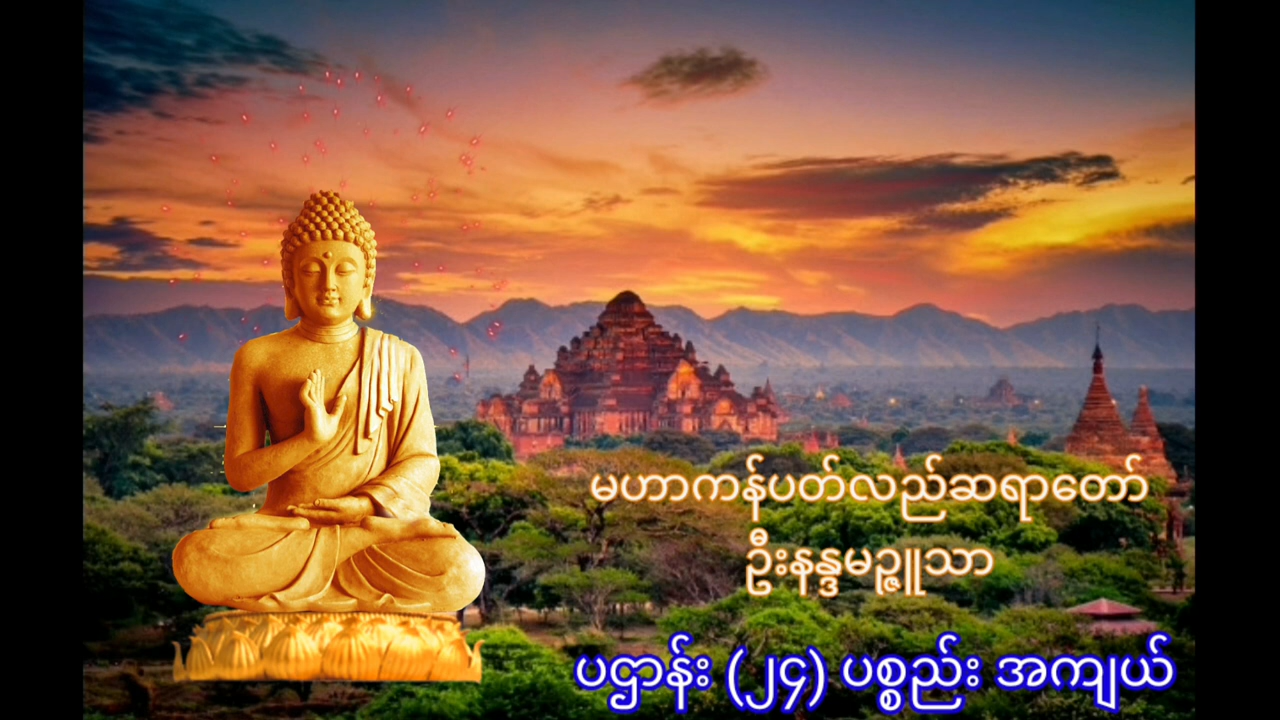 မဟာကန်ပတ်လည်ဆရာတော်
ဦးနန္ဒမဉ္ဇူသာ
ပဌာန်း (၂၄) ပစ္စည်း အကျယ်